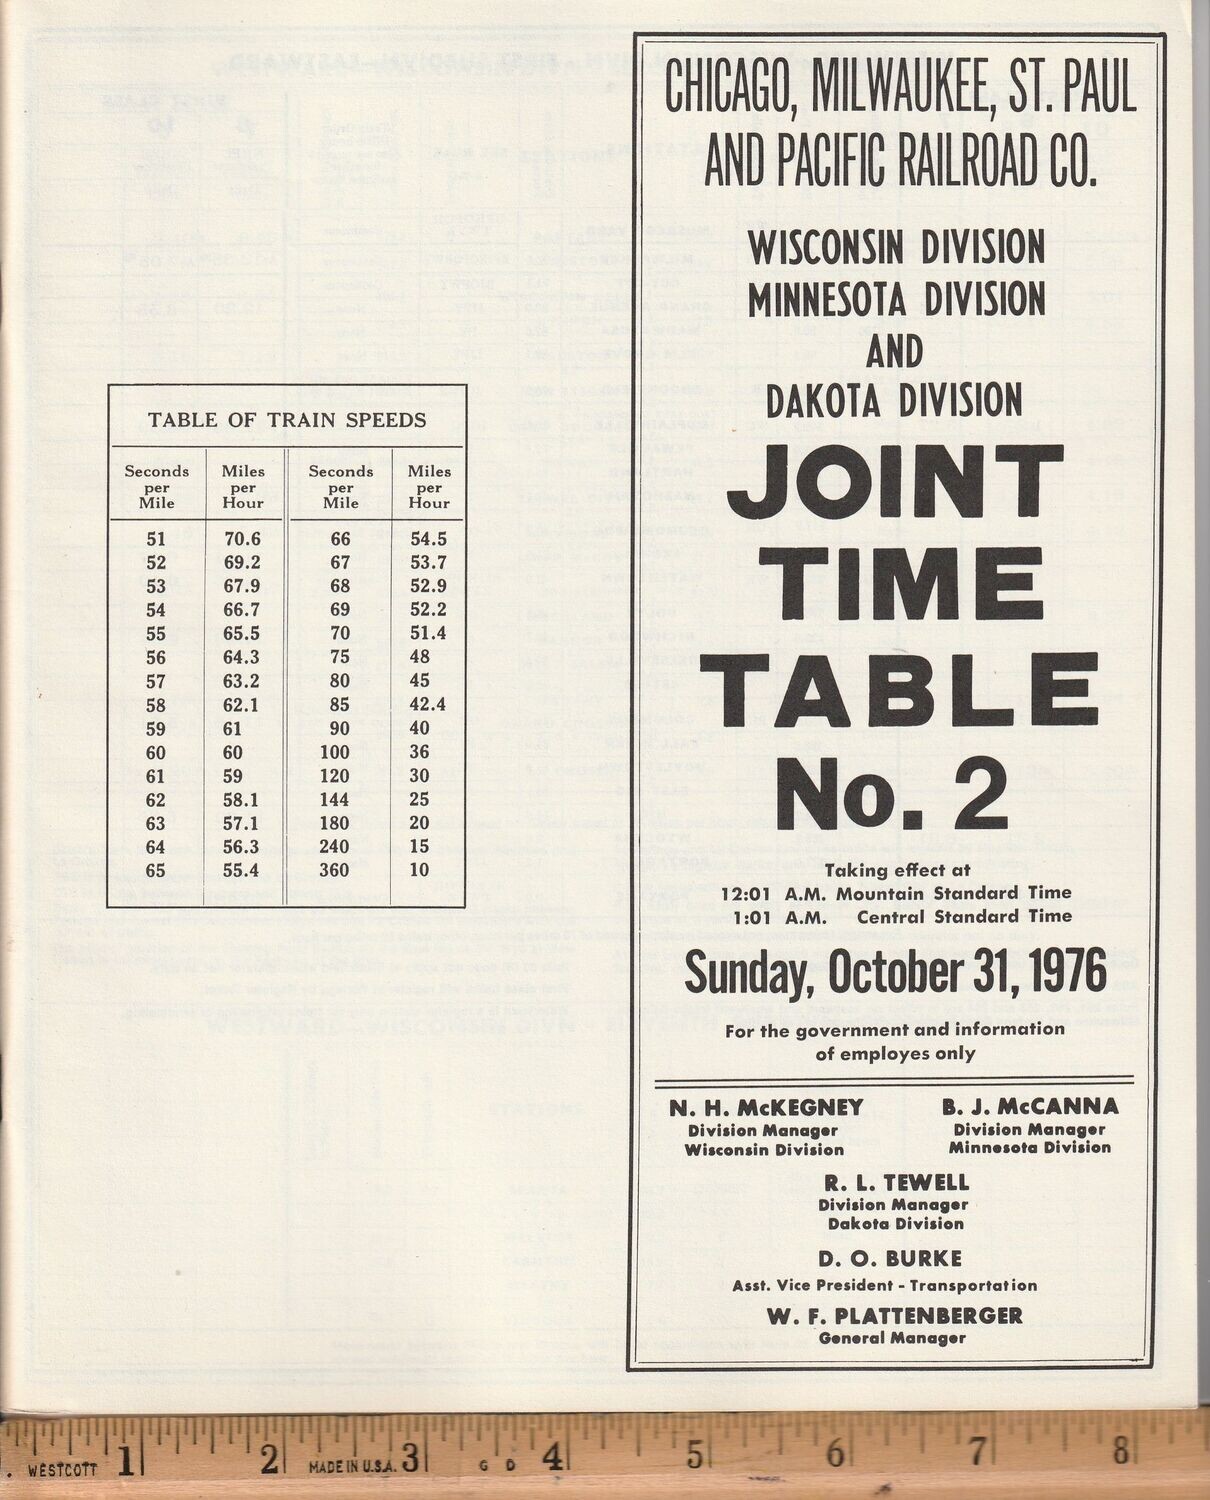 TABLE OF TRAIN SPEEDS
Seconds per Mile Miles per Hour Seconds per Mile Miles per Hour
51 70.6 66 54.5
52 69.2 67 53.7
53 67.9 68 52.9
54 66.7 69 52.2
55 65.5 70 51.4
56 64.3 75 48
57 63.2 80 45
58 62.1 85 42.4
59 61 90 40
60 60 100 36
61 59 120 30
62 58.1 144 25
63 57.1 180 20
64 56.3 240 15
65 55.4 360 10
CHICAGO, MILWAUKEE, ST. PAUL
AND PACIFIC RAILROAD CO.
WISCONSIN DIVISION
MINNESOTA DIVISION
AND
DAKOTA DIVISION
JOINT
TIME
TABLE
No. 2
Taking effect at
12:01 A.M. Mountain Standard Time
1:01 A.M. Central Standard Time
Sunday, October 31, 1976
For the government and information
of employes only
N. H. McKEGNEY
Division Manager
Wisconsin Division
B. J. McCANNA
Division Manager
Minnesota Division
R. L. TEWELL
Division Manager
Dakota Division
D. O. BURKE
Asst. Vice President - Transportation
W. F. PLATTENBERGER
General Manager
WESTCOTT 1 2 MADE IN U.S.A. 3 G D 4 5 6 7 8